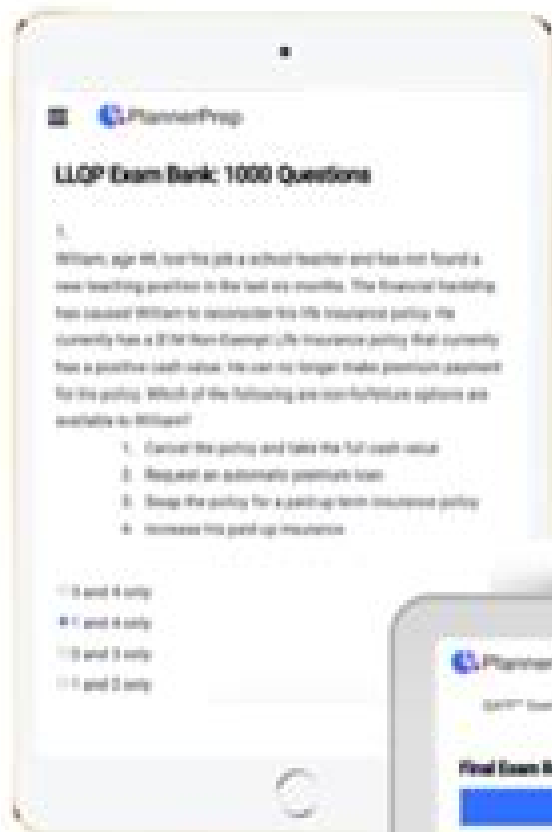 PlannerPrep
LLQP Exam Bank: 1000 Questions
1.
William, age 44, lost his job a school teacher and has not found a
new teaching position in the last six months. The financial hardship
has caused William to reconsider his life insurance policy. He
currently has a $1M Non-Exempt Life Insurance policy that currently
has a positive cash value. He can no longer make premium payment
for his policy. Which of the following are non-forfeiture options are
available to William?
1. Cancel the policy and take the full cash value
2. Request an automatic premium loan
3. Swap the policy for a paid up term insurance policy
4. Increase his paid up insurance
3 and 4 only
1 and 4 only
and 3 only
1 and 2 only
Planner
Final Exam B